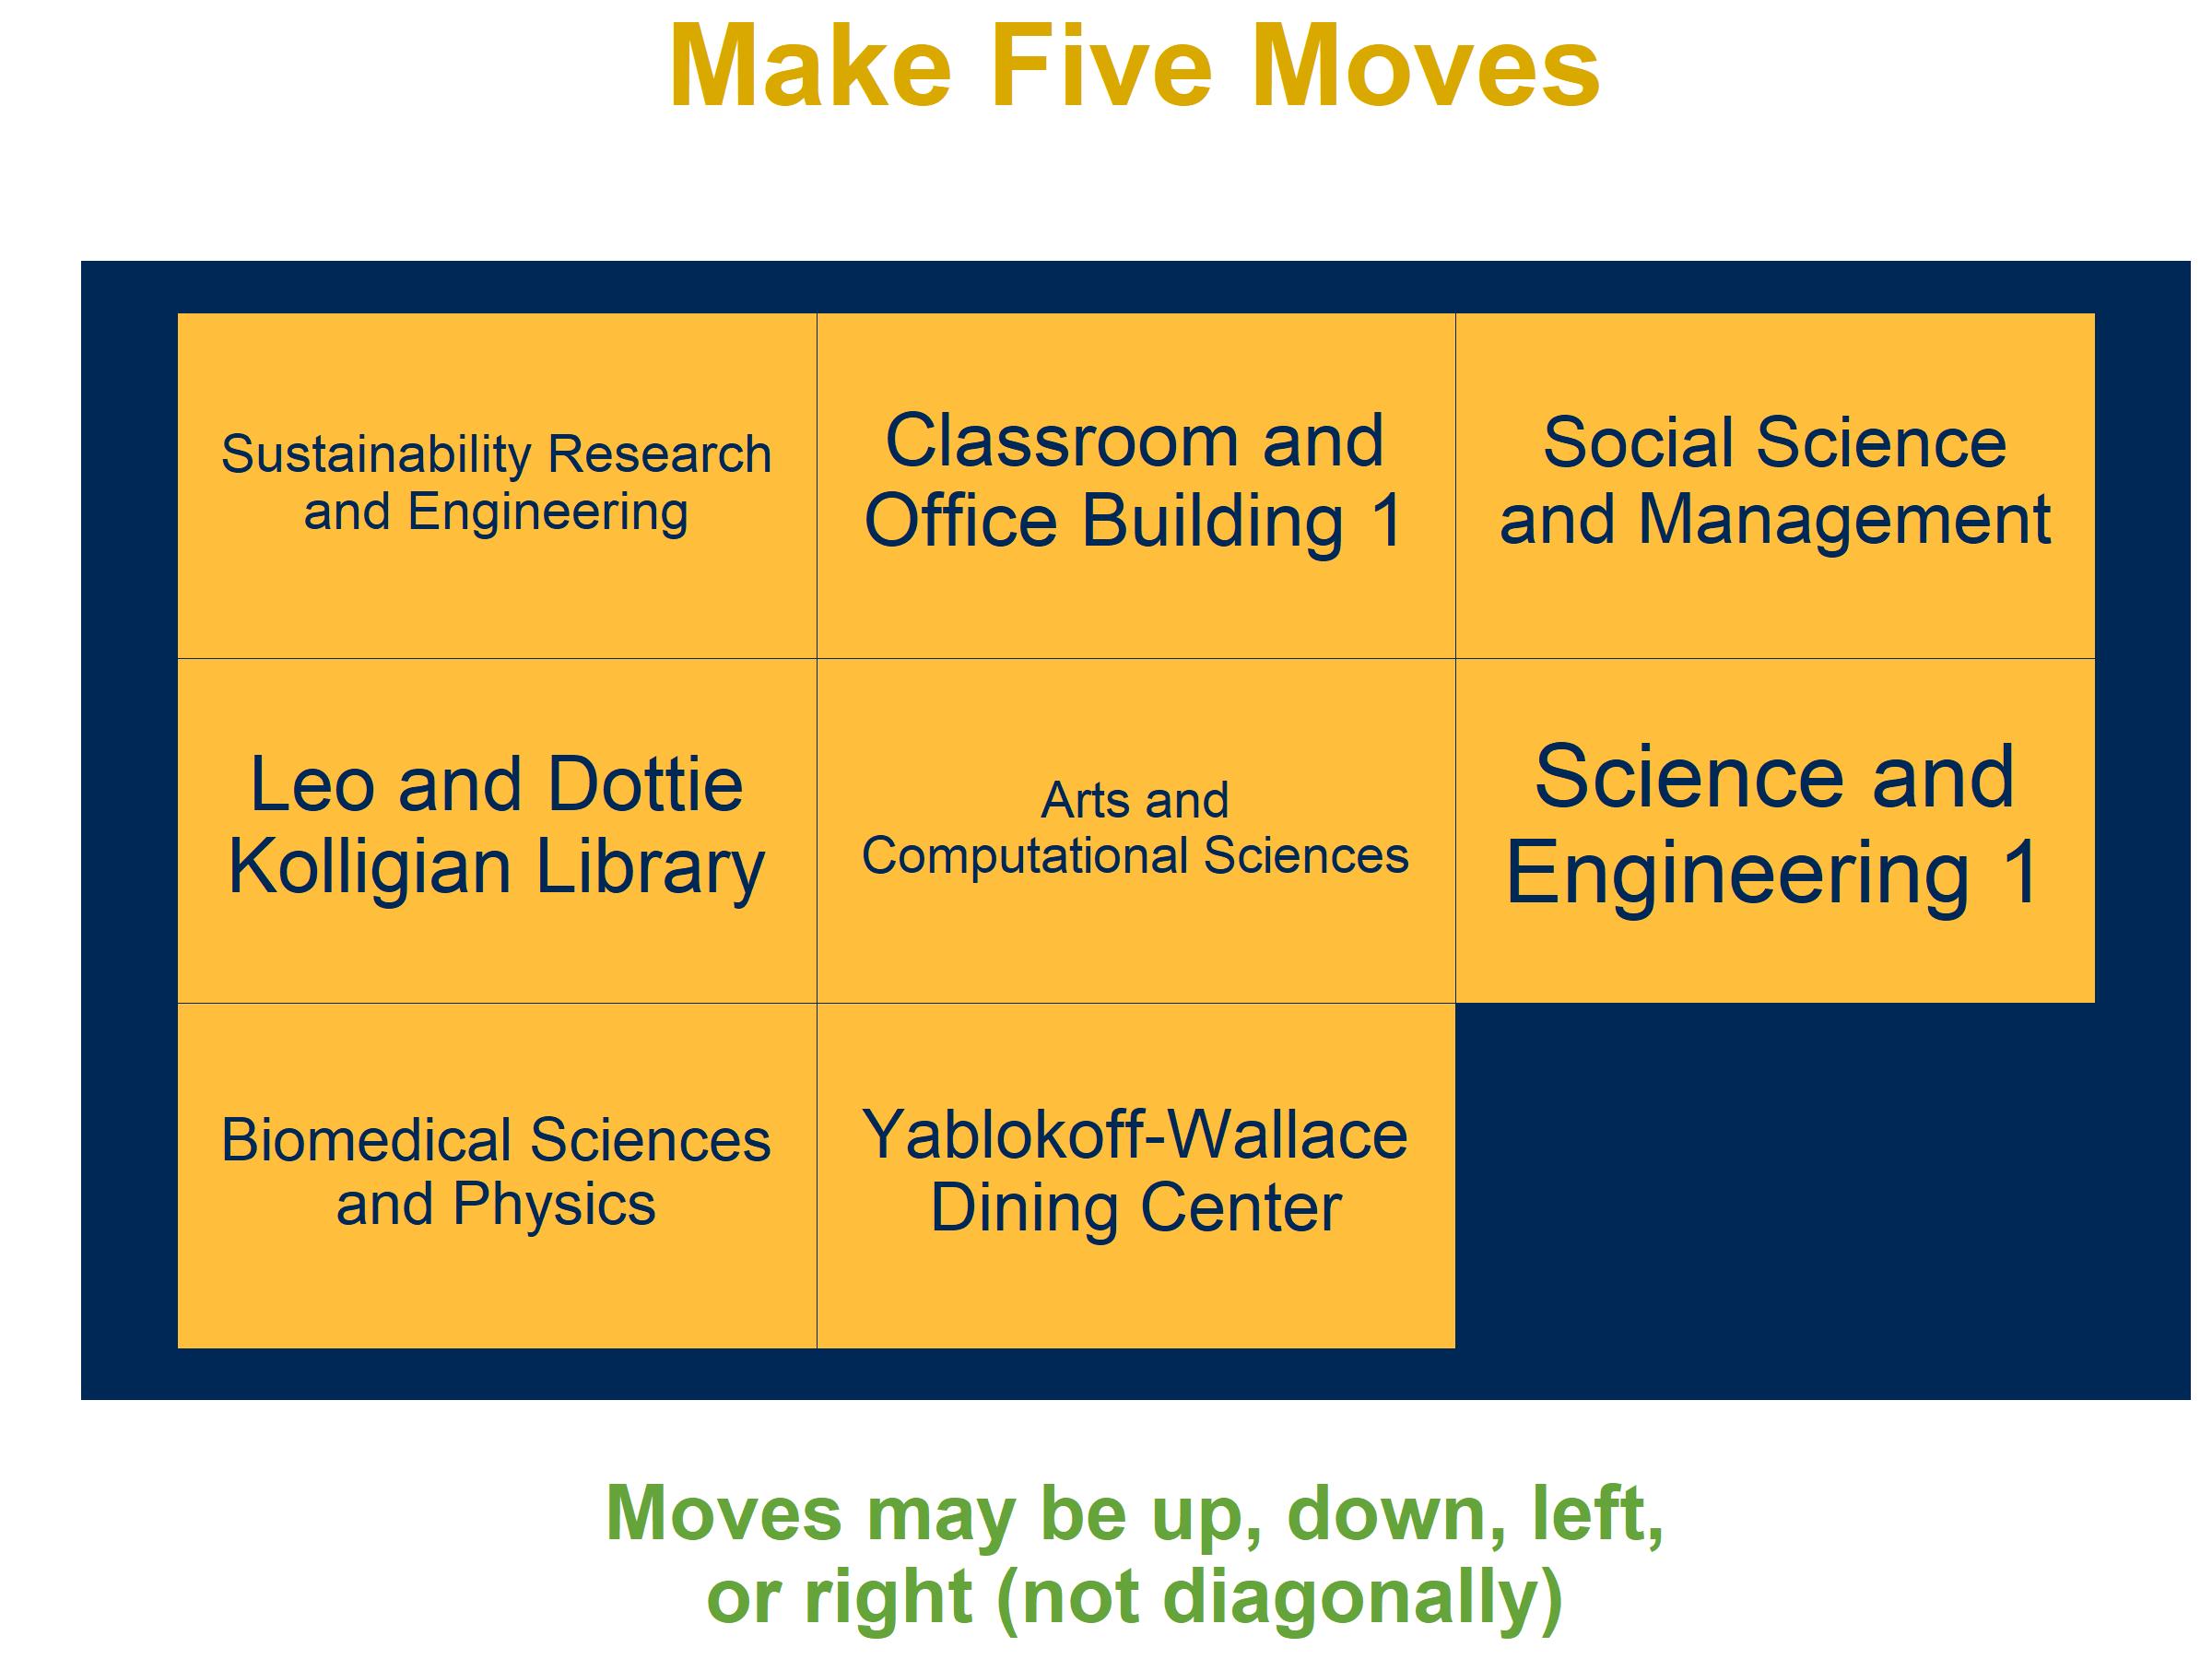 Make Five Moves
Sustainability Research
and Engineering
Classroom and
Office Building 1
Social Science
and Management
Leo and Dottie
Kolligian Library
Arts and
Computational Sciences
Science and
Engineering 1
Biomedical Sciences
and Physics
Yablokoff-Wallace
Dining Center
Moves may be up, down, left,
or right (not diagonally)